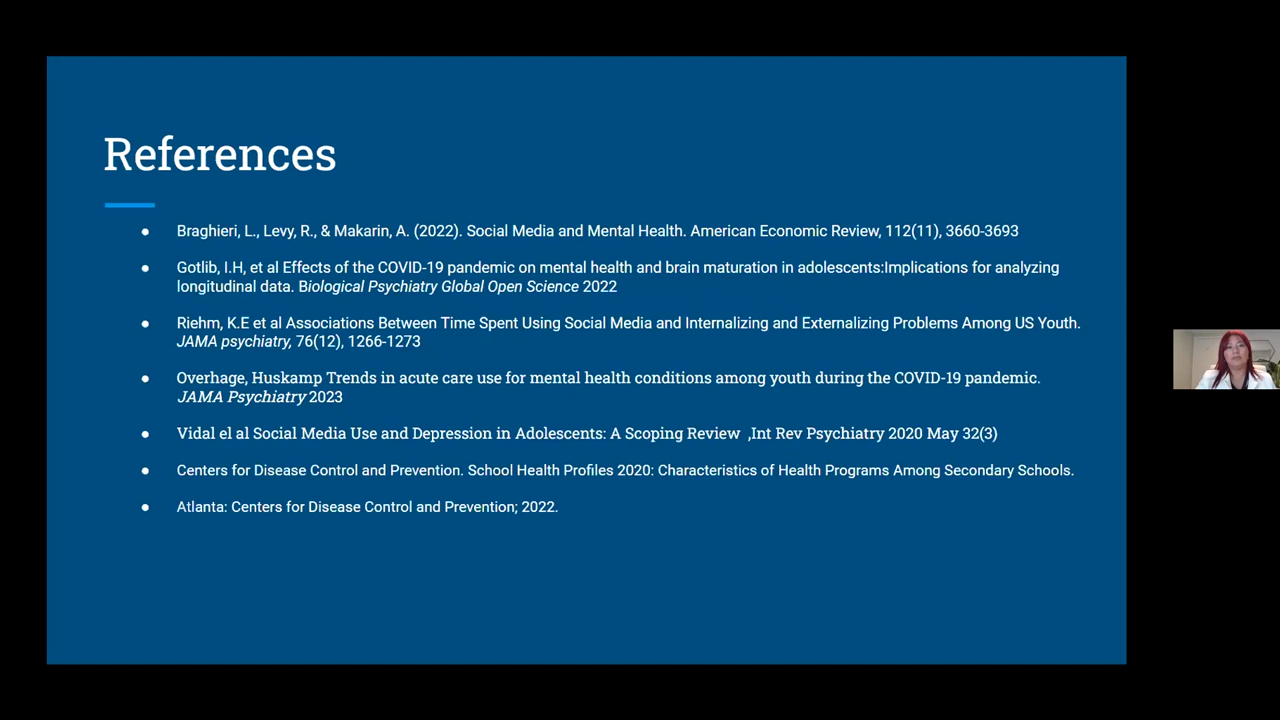 References
● Braghieri, L., Levy, R., & Makarin, A. (2022). Social Media and Mental Health. American Economic Review, 112(11), 3660-3693
● Gotlib, I.H, et al Effects of the COVID-19 pandemic on mental health and brain maturation in adolescents:Implications for analyzing
longitudinal data. Biological Psychiatry Global Open Science 2022
● Riehm, K.E et al Associations Between Time Spent Using Social Media and Internalizing and Externalizing Problems Among US Youth.
JAMA psychiatry, 76(12), 1266-1273
● Overhage, Huskamp Trends in acute care use for mental health conditions among youth during the COVID-19 pandemic.
JAMA Psychiatry 2023
● Vidal el al Social Media Use and Depression in Adolescents: A Scoping Review ,Int Rev Psychiatry 2020 May 32(3)
● Centers for Disease Control and Prevention. School Health Profiles 2020: Characteristics of Health Programs Among Secondary Schools.
● Atlanta: Centers for Disease Control and Prevention; 2022.